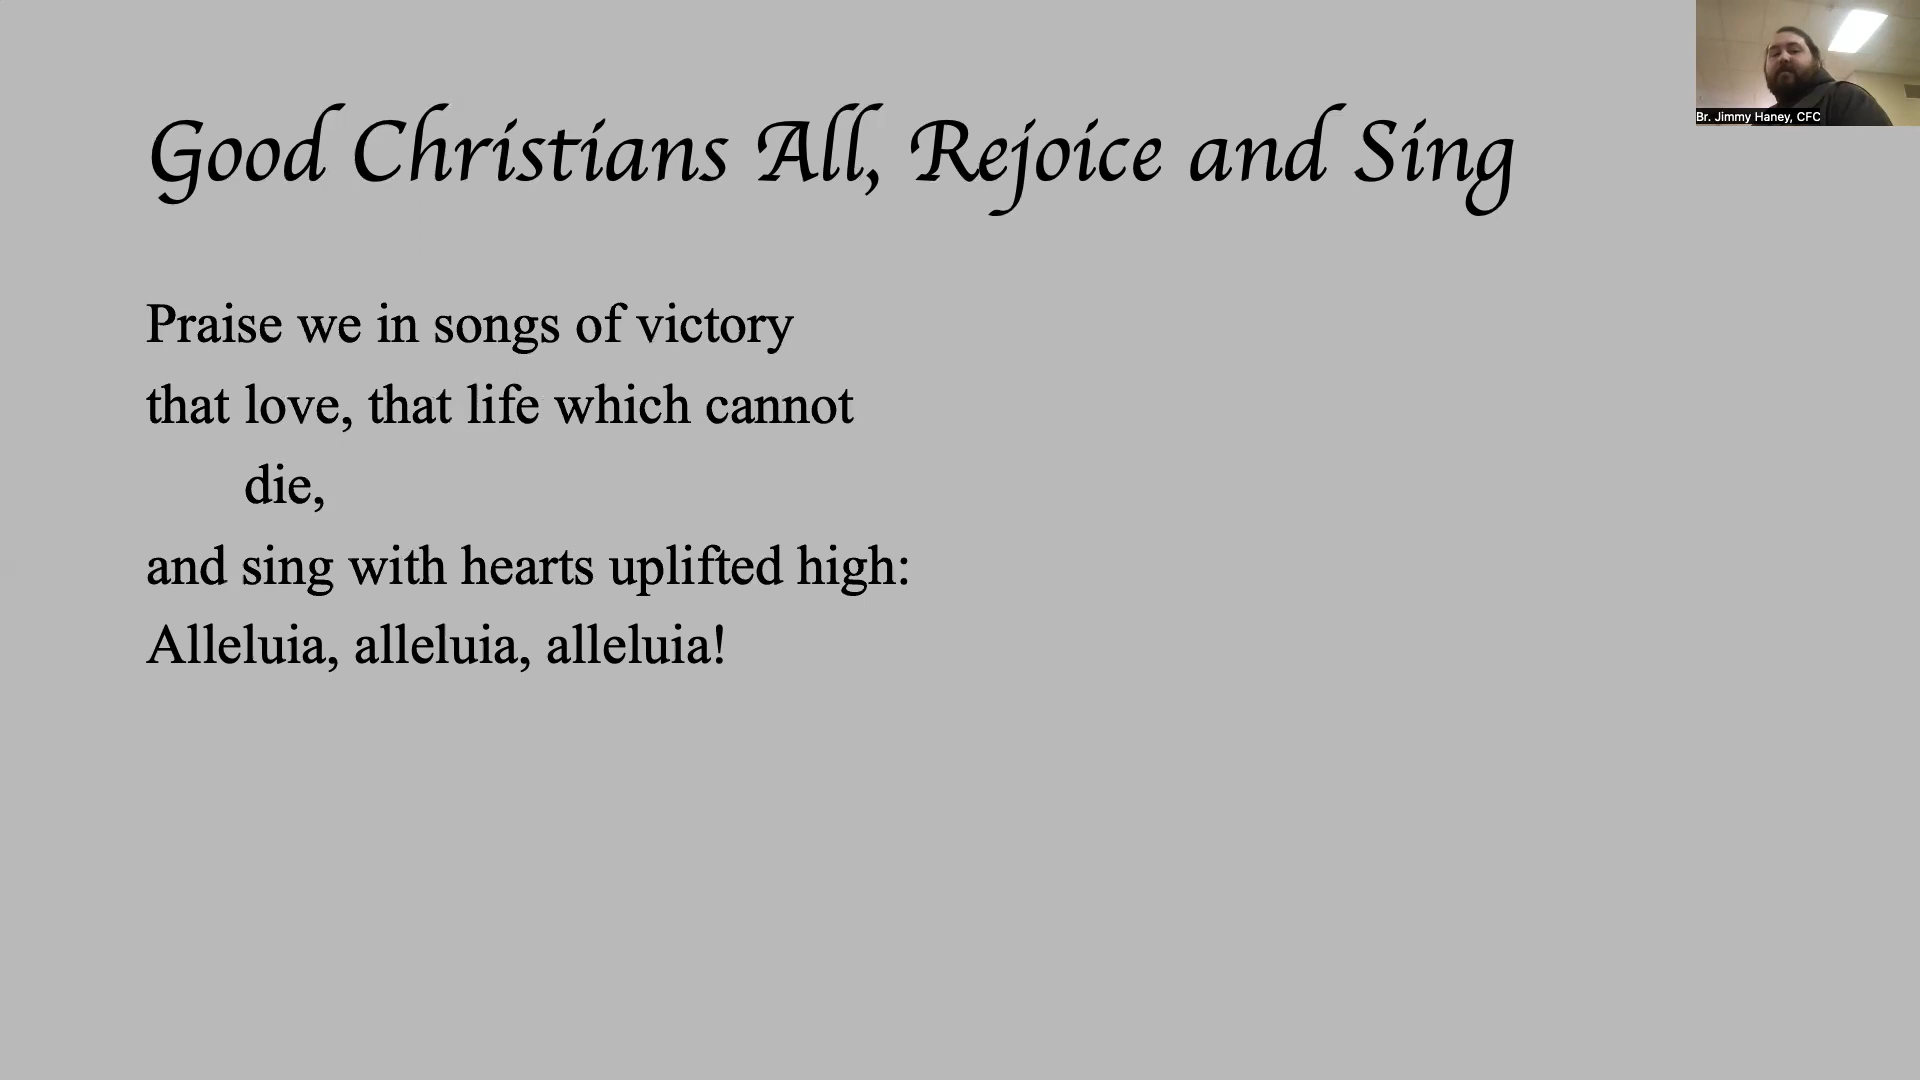 Good Christians All, Rejoice and Sing
Br. Jimmy Haney, CFC
Praise we in songs of victory
that love, that life which cannot
die,
and sing with hearts uplifted high:
Alleluia, alleluia, alleluia!